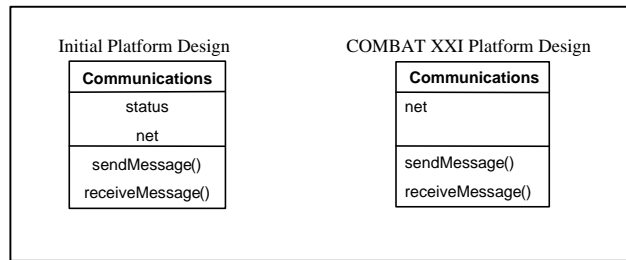 Initial Platform Design
Communications
status
net
sendMessage()
receiveMessage()
COMBAT XXI Platform Design
Communications
net
sendMessage()
receiveMessage()